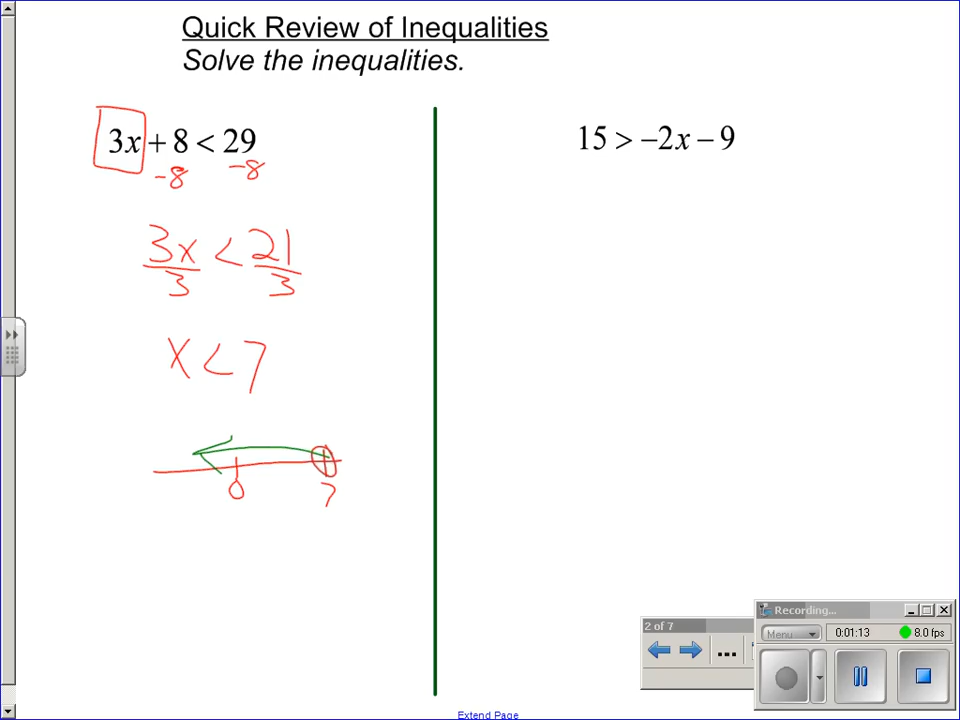 Quick Review of Inequalities
Solve the inequalities.
3x + 8 < 29
-8 -8
3x < 21
3 3
x < 7
0 7
15 > −2x − 9
2 of 7
...
Recording...
Menu
0:01:13
8.0 fps
Extend Page